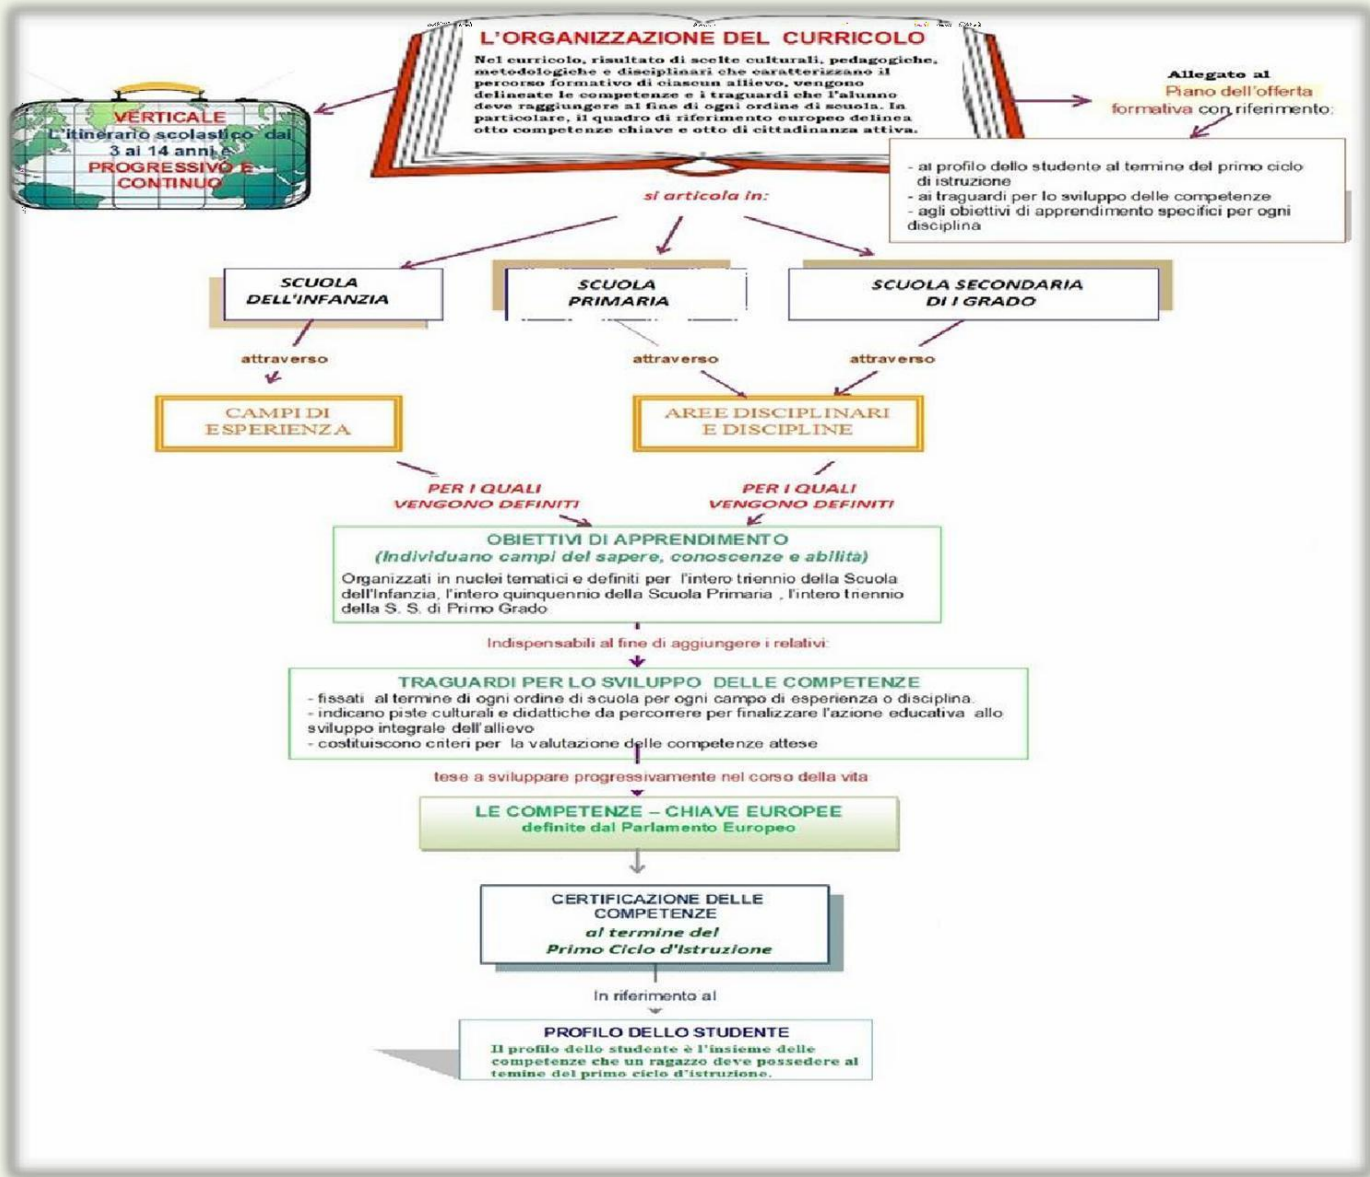 L'ORGANIZZAZIONE DEL CURRICOLO
Nel curricolo, risultato di scelte culturali, pedagogiche,
metodologiche e disciplinari che caratterizzano il
percorso formativo di ciascun allievo, vengono
delineate le competenze e i traguardi che l'alunno
deve raggiungere al fine di ogni ordine di scuola. In
particolare, il quadro di riferimento europeo delinea
otto competenze chiave e otto di cittadinanza attiva.
VERTICALE
L'itinerario scolastico dai
3 ai 14 anni è
PROGRESSIVO E
CONTINUO
Allegato al
Piano dell'offerta
formativa con riferimento:
- al profilo dello studente al termine del primo ciclo
di istruzione
- ai traguardi per lo sviluppo delle competenze
- agli obiettivi di apprendimento specifici per ogni
disciplina
si articola in:
SCUOLA
DELL'INFANZIA
SCUOLA
PRIMARIA
SCUOLA SECONDARIA
DI I GRADO
attraverso
attraverso
attraverso
CAMPI DI
ESPERIENZA
AREE DISCIPLINARI
E DISCIPLINE
PER I QUALI
VENGONO DEFINITI
PER I QUALI
VENGONO DEFINITI
OBIETTIVI DI APPRENDIMENTO
(Individuano campi del sapere, conoscenze e abilità)
Organizzati in nuclei tematici e definiti per l'intero triennio della Scuola
dell'Infanzia, l'intero quinquennio della Scuola Primaria , l'intero triennio
della S. S. di Primo Grado
Indispensabili al fine di aggiungere i relativi:
TRAGUARDI PER LO SVILUPPO DELLE COMPETENZE
- fissati al termine di ogni ordine di scuola per ogni campo di esperienza o disciplina.
- indicano piste culturali e didattiche da percorrere per finalizzare l'azione educativa allo
sviluppo integrale dell'allievo
- costituiscono criteri per la valutazione delle competenze attese
tese a sviluppare progressivamente nel corso della vita
LE COMPETENZE – CHIAVE EUROPEE
definite dal Parlamento Europeo
CERTIFICAZIONE DELLE
COMPETENZE
al termine del
Primo Ciclo d'Istruzione
In riferimento al
PROFILO DELLO STUDENTE
Il profilo dello studente è l'insieme delle
competenze che un ragazzo deve possedere al
temine del primo ciclo d'istruzione.